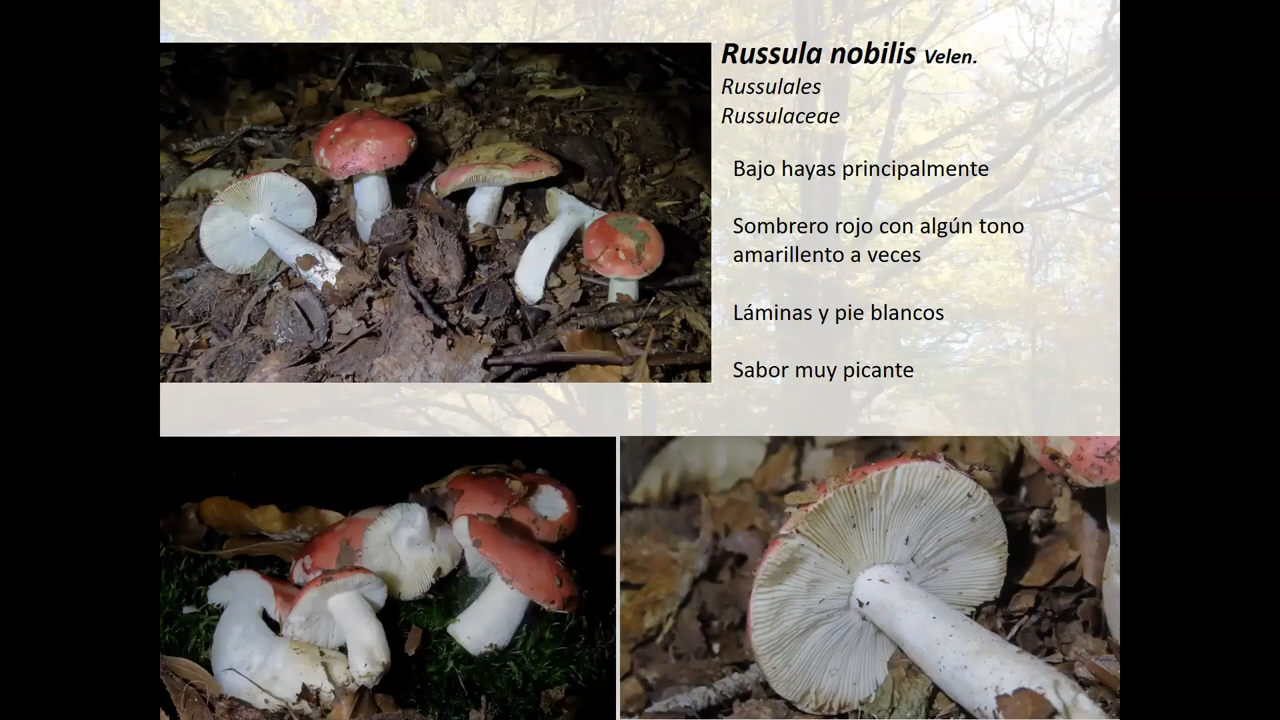 Russula nobilis Velen.
Russulales
Russulaceae
Bajo hayas principalmente
Sombrero rojo con algún tono
amarillento a veces
Láminas y pie blancos
Sabor muy picante